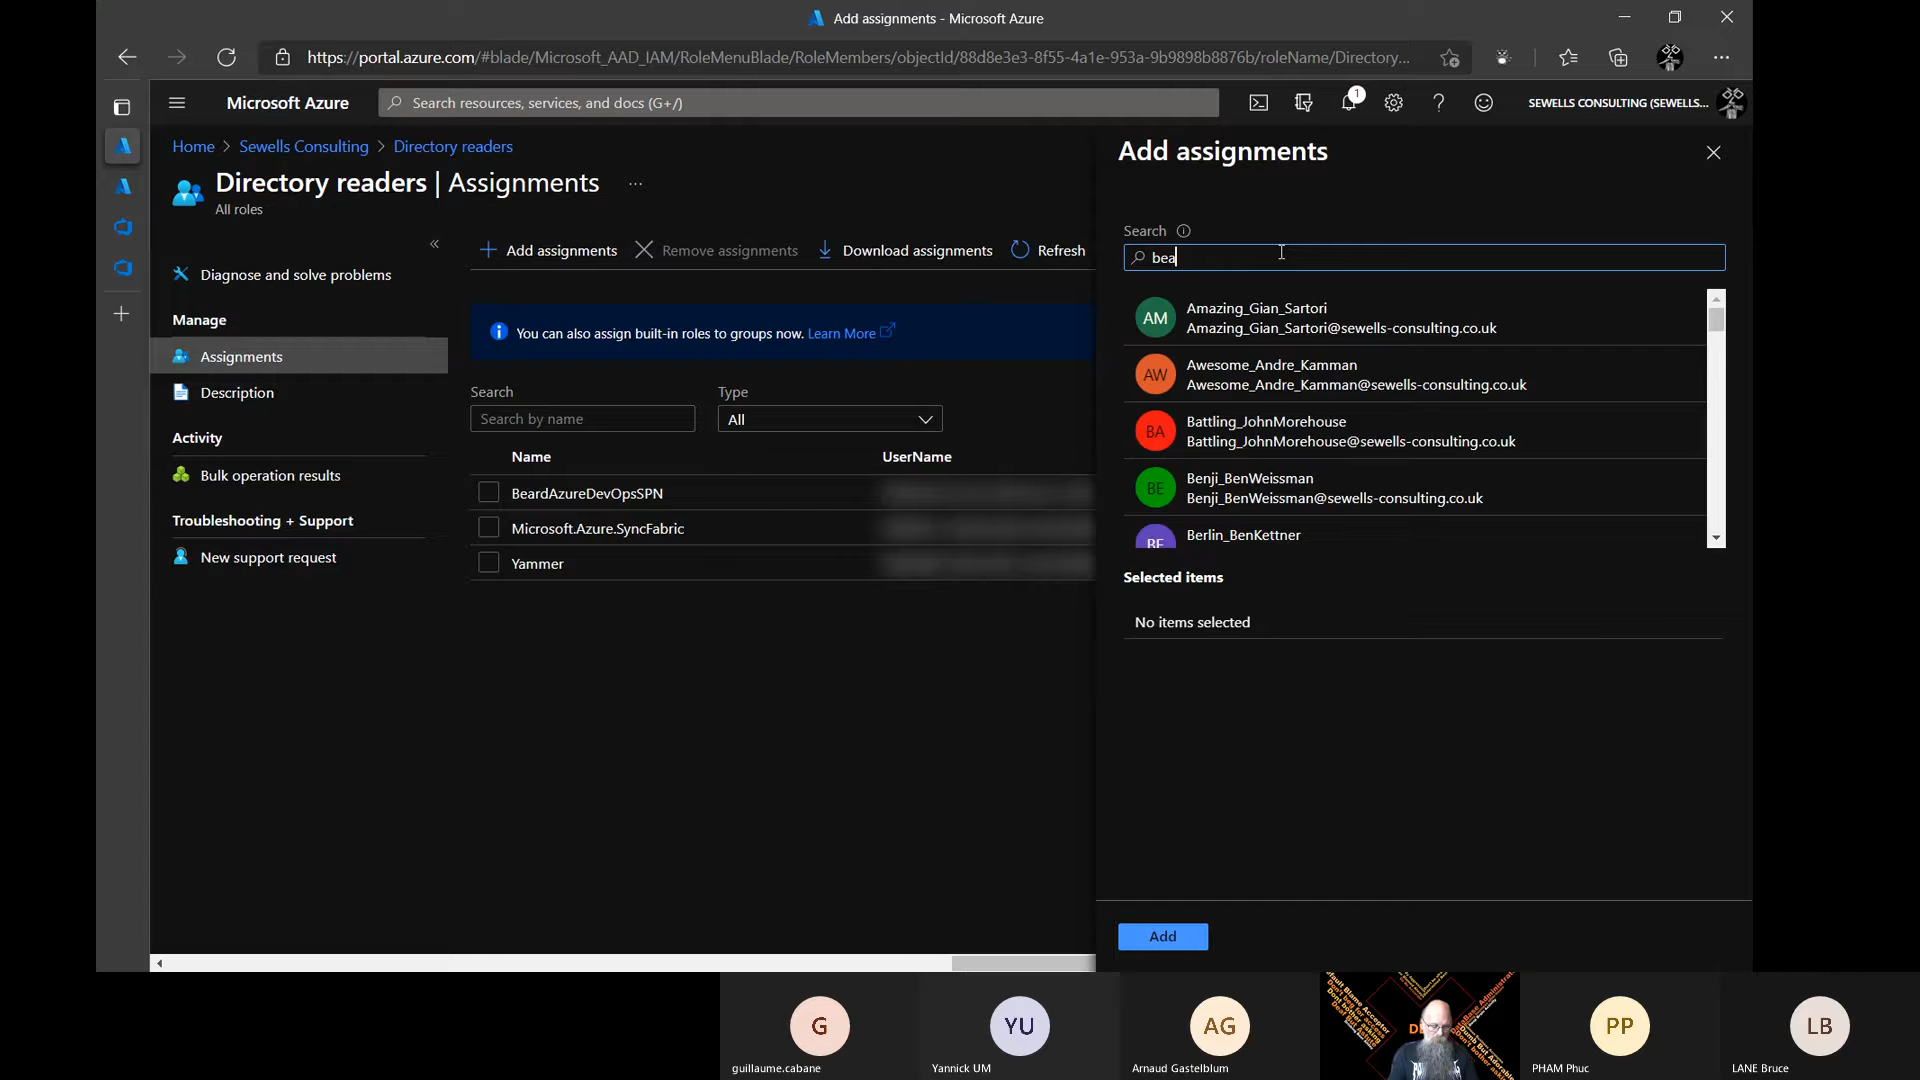 Add assignments - Microsoft Azure
https://portal.azure.com/#blade/Microsoft_AAD_IAM/RoleMenuBlade/RoleMembers/objectId/88d8e3e3-8f55-4a1e-953a-9b9898b8876b/roleName/Directory...
Microsoft Azure
Search resources, services, and docs (G+/)
1
SEWELLS CONSULTING (SEWELLS...
Home > Sewells Consulting > Directory readers
Directory readers | Assignments ...
All roles
Diagnose and solve problems
Manage
Assignments
Description
Activity
Bulk operation results
Troubleshooting + Support
New support request
Add assignments
Remove assignments
Download assignments
Refresh
You can also assign built-in roles to groups now. Learn More
Search
Type
Search by name
All
Name
UserName
BeardAzureDevOpsSPN
Microsoft.Azure.SyncFabric
Yammer
Add assignments
Search
bea
AM
Amazing_Gian_Sartori
Amazing_Gian_Sartori@sewells-consulting.co.uk
AW
Awesome_Andre_Kamman
Awesome_Andre_Kamman@sewells-consulting.co.uk
BA
Battling_JohnMorehouse
Battling_JohnMorehouse@sewells-consulting.co.uk
BE
Benji_BenWeissman
Benji_BenWeissman@sewells-consulting.co.uk
BE
Berlin_BenKettner
Selected items
No items selected
Add
G
guillaume.cabane
YU
Yannick UM
AG
Arnaud Gastelblum
PP
PHAM Phuc
LB
LANE Bruce